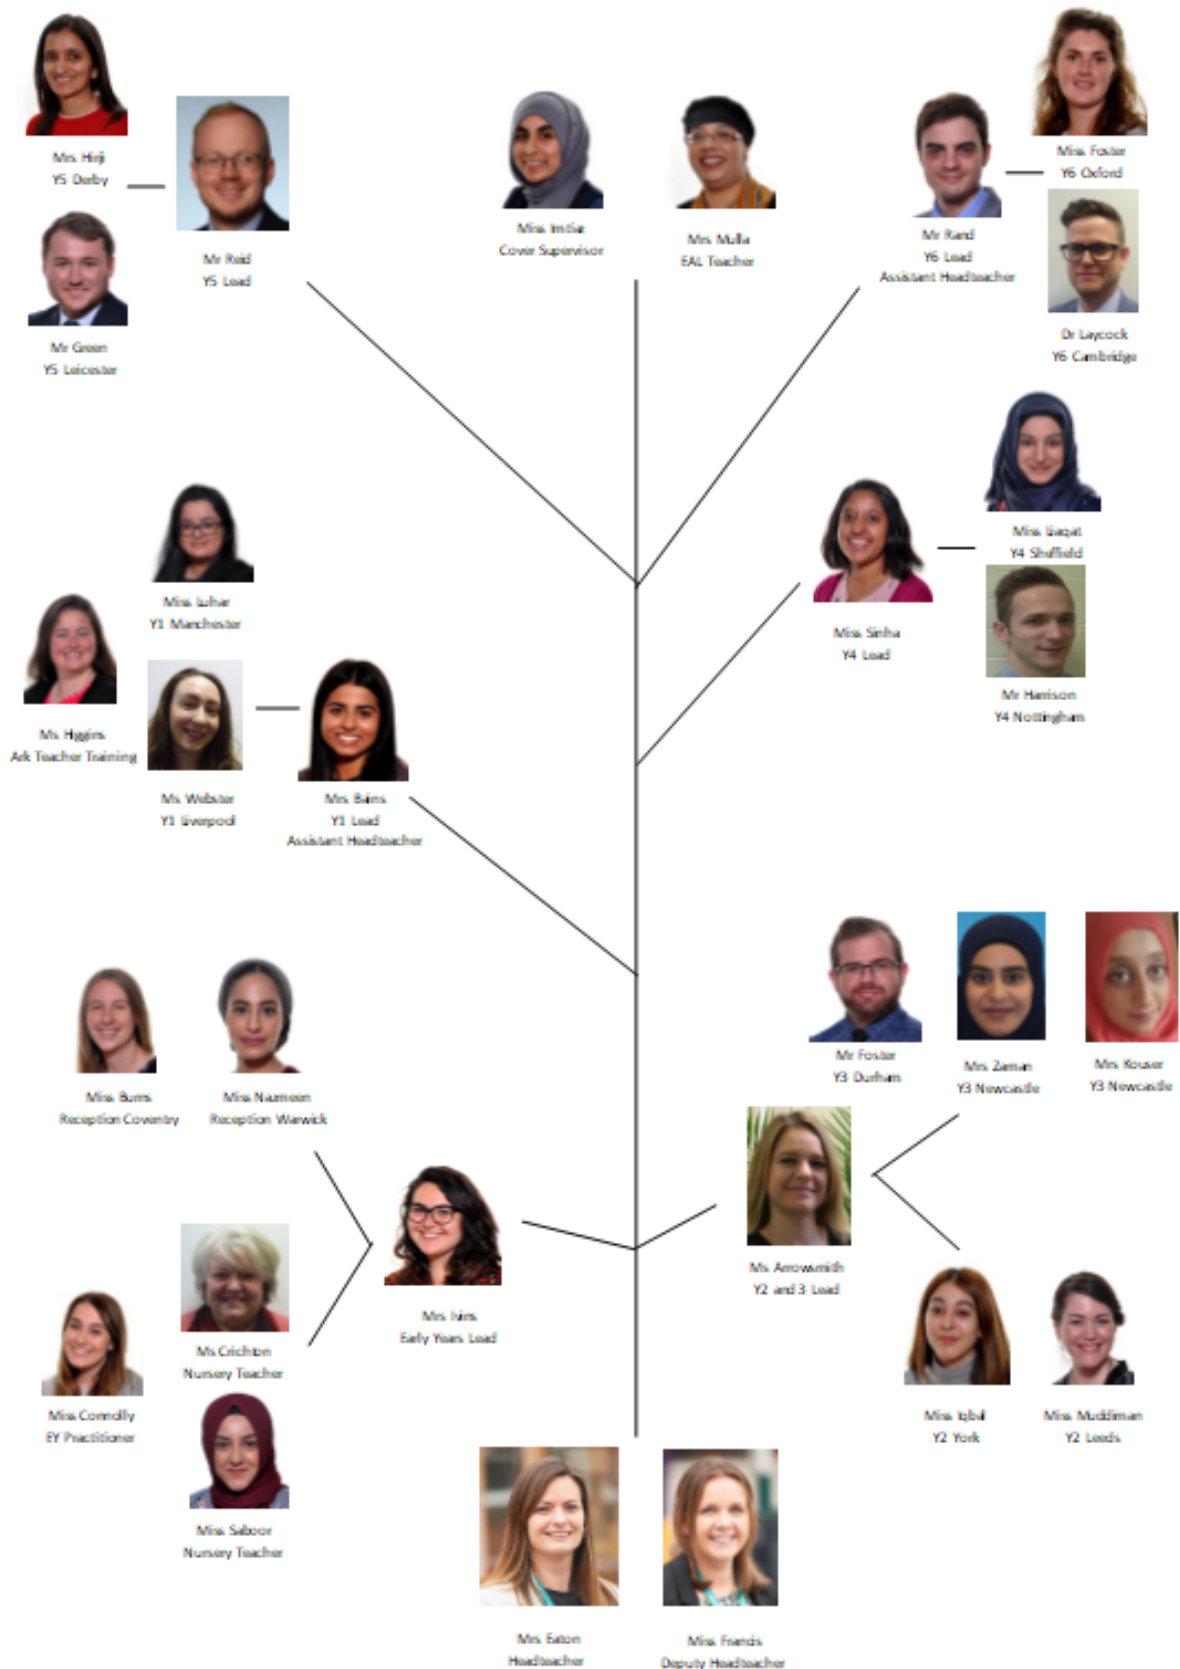 Mrs Hirji
Y5 Derby
Mr Reid
Y5 Lead
Mr Green
Y5 Leicester
Miss Imtiaz
Cover Supervisor
Mrs Mulla
EAL Teacher
Mr Rand
Y6 Lead
Assistant Headteacher
Miss Foster
Y6 Oxford
Dr Laycock
Y6 Cambridge
Miss Liaqat
Y4 Sheffield
Miss Sinha
Y4 Lead
Mr Harrison
Y4 Nottingham
Miss Luhar
Y1 Manchester
Ms Higgins
Ark Teacher Training
Ms Webster
Y1 Liverpool
Mrs Bains
Y1 Lead
Assistant Headteacher
Mr Foster
Y3 Durham
Mrs Zaman
Y3 Newcastle
Mrs Kouser
Y3 Newcastle
Miss Burns
Reception Coventry
Miss Nazmeen
Reception Warwick
Ms Arrowsmith
Y2 and 3 Lead
Mrs Ivins
Early Years Lead
Ms Crichton
Nursery Teacher
Miss Connolly
EY Practitioner
Miss Iqbal
Y2 York
Miss Muddiman
Y2 Leeds
Miss Saboor
Nursery Teacher
Mrs Eaton
Headteacher
Miss Francis
Deputy Headteacher